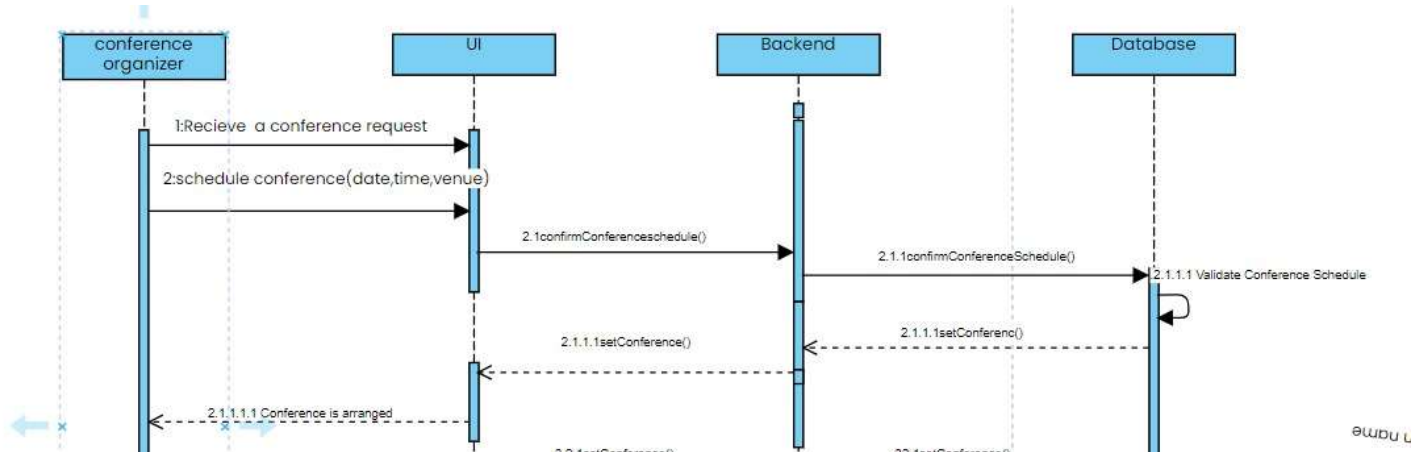 conference
organizer
UI
Backend
Database
1:Recieve a conference request
2:schedule conference(date,time,venue)
2.1confirmConferenceschedule()
2.1.1confirmConferenceSchedule()
2.1.1.1 Validate Conference Schedule
2.1.1.1setConferenc()
2.1.1.1setConference()
2.1.1.1.1 Conference is arranged
name